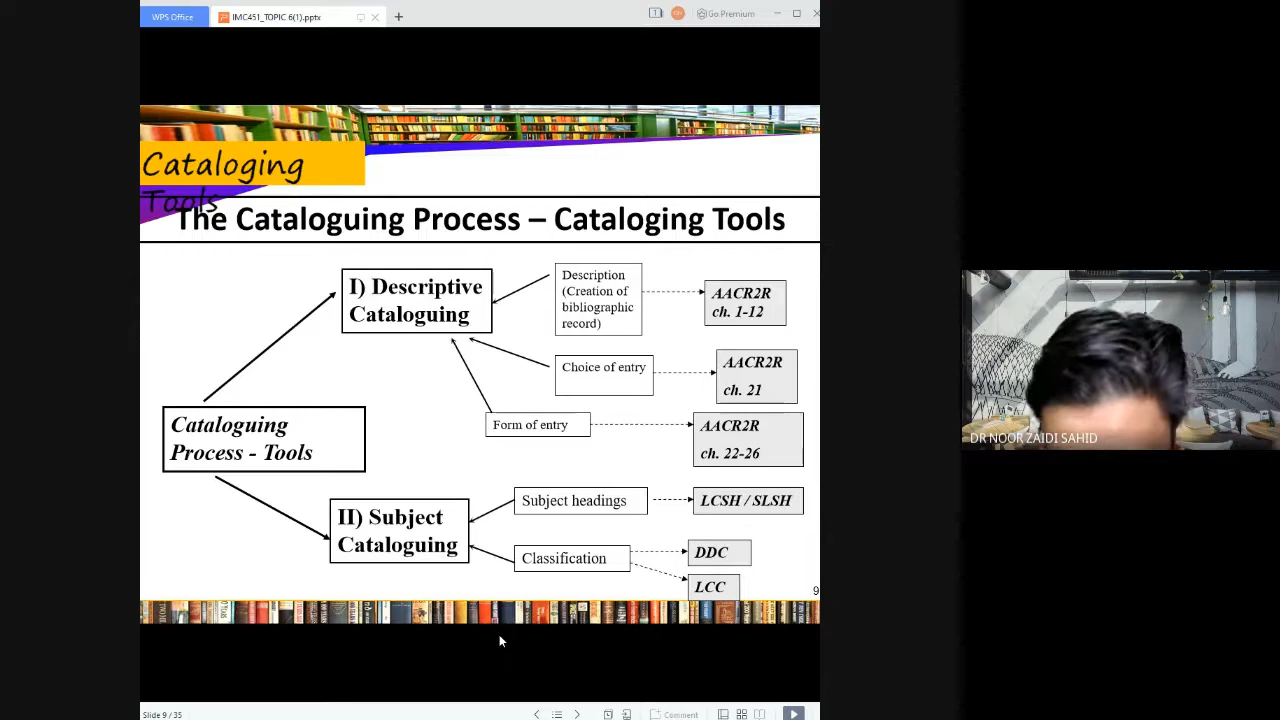 WPS Office
IMC451_TOPIC 6(1).pptx
1
Go Premium
Cataloging
Tools
The Cataloguing Process – Cataloging Tools
I) Descriptive
Cataloguing
Description
(Creation of
bibliographic
record)
AACR2R
ch. 1-12
Choice of entry
AACR2R
ch. 21
Form of entry
AACR2R
ch. 22-26
Cataloguing
Process - Tools
II) Subject
Cataloguing
Subject headings
LCSH / SLSH
Classification
DDC
LCC
9
DR NOOR ZAIDI SAHID
Slide 9 / 35
Comment